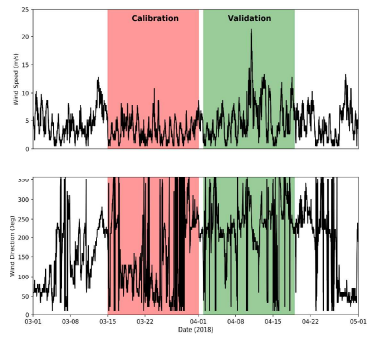 Calibration Validation
25
20
15
10
5
0
Wind Speed (m/s)
350
300
250
200
150
100
50
0
Wind Direction (deg)
03-01 03-08 03-15 03-22 04-01 04-08 04-15 04-22 05-01
Date (2018)